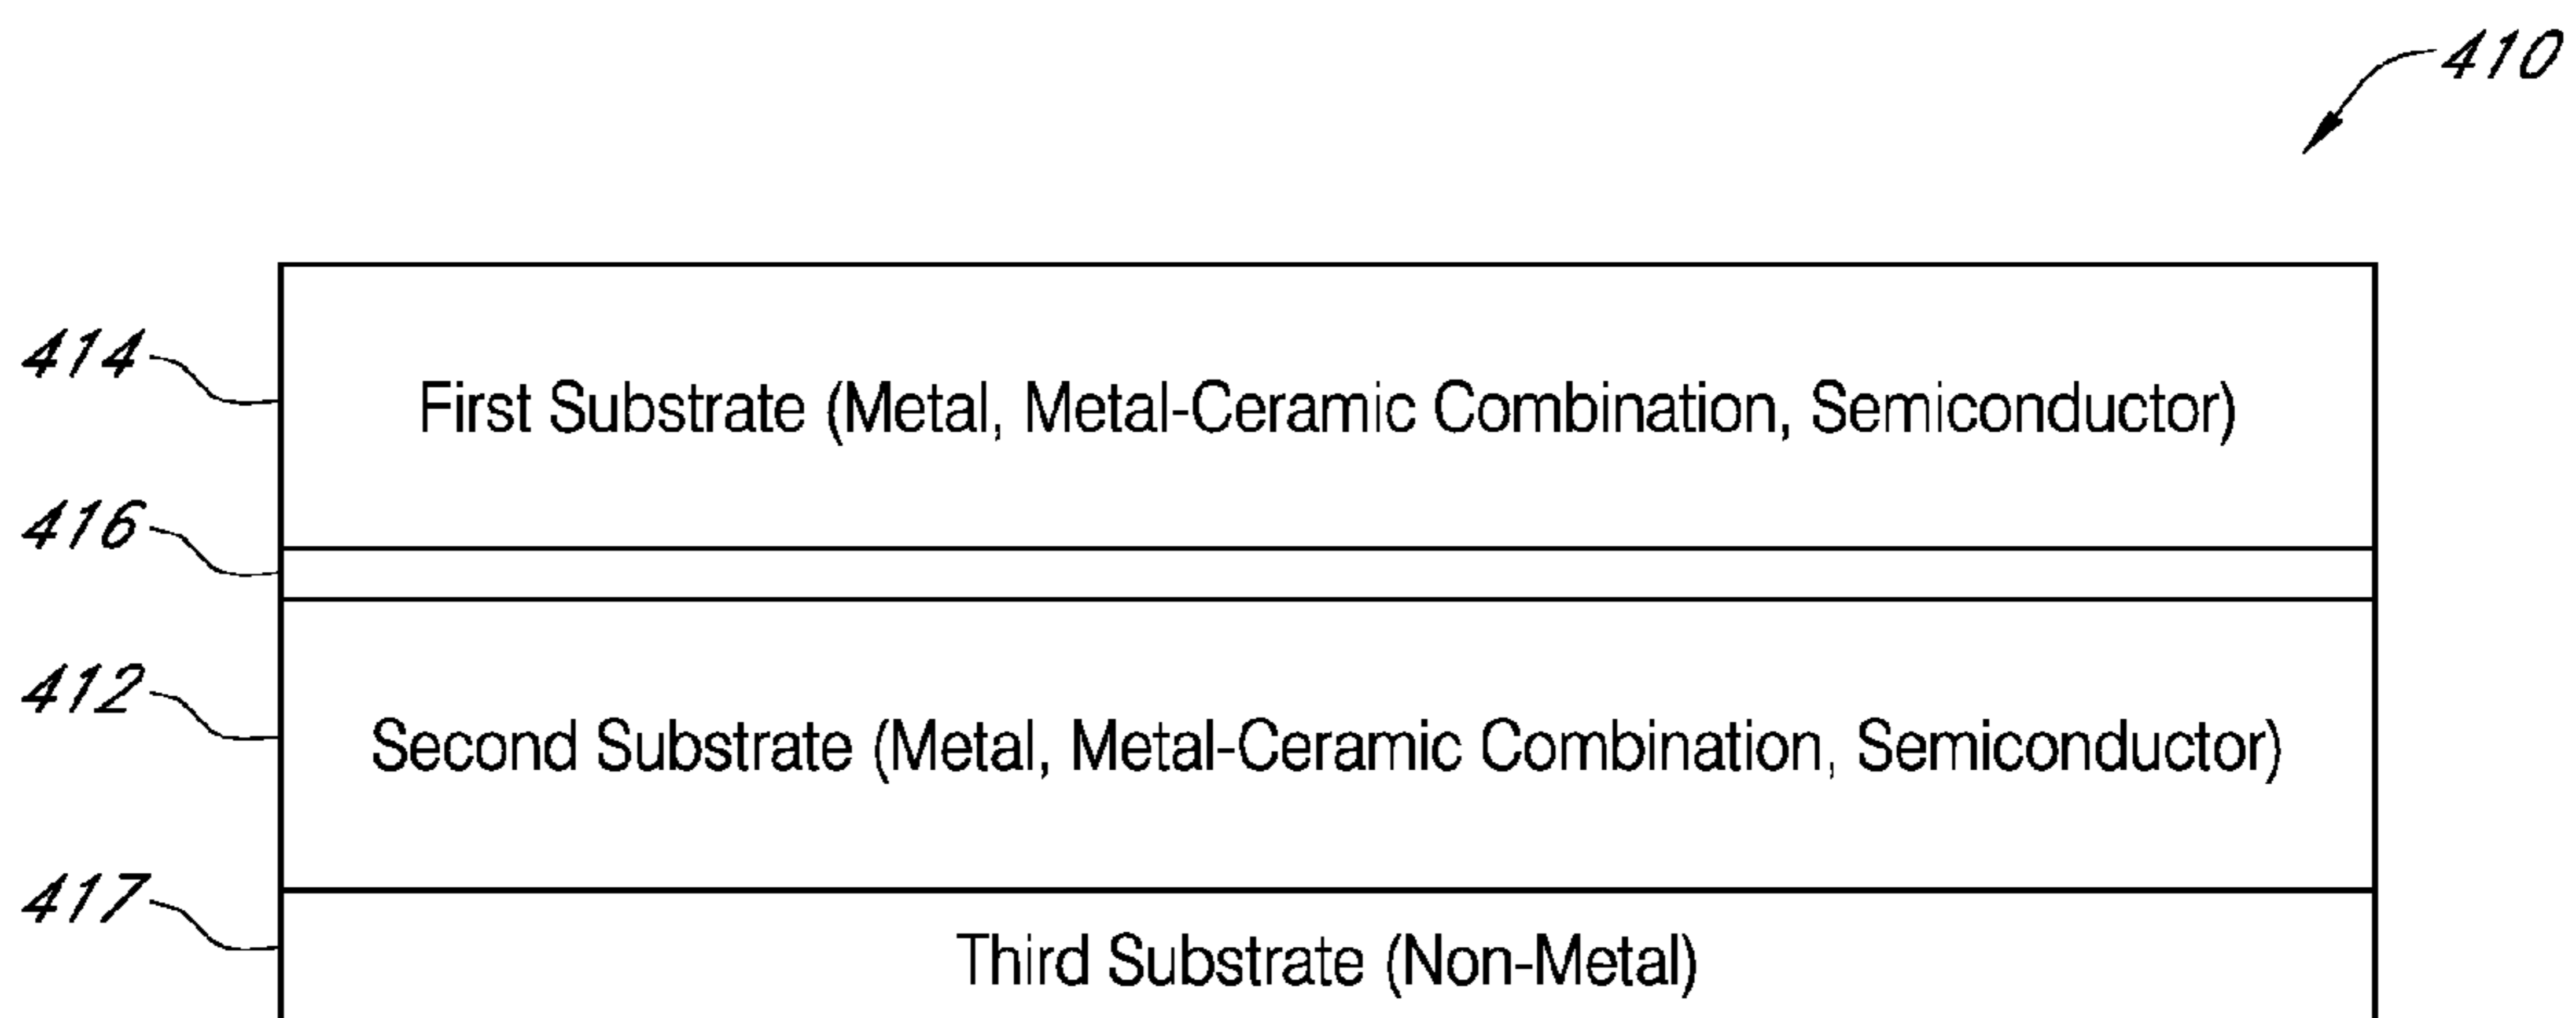 410
414
First Substrate (Metal, Metal-Ceramic Combination, Semiconductor)
416
412
Second Substrate (Metal, Metal-Ceramic Combination, Semiconductor)
417
Third Substrate (Non-Metal)